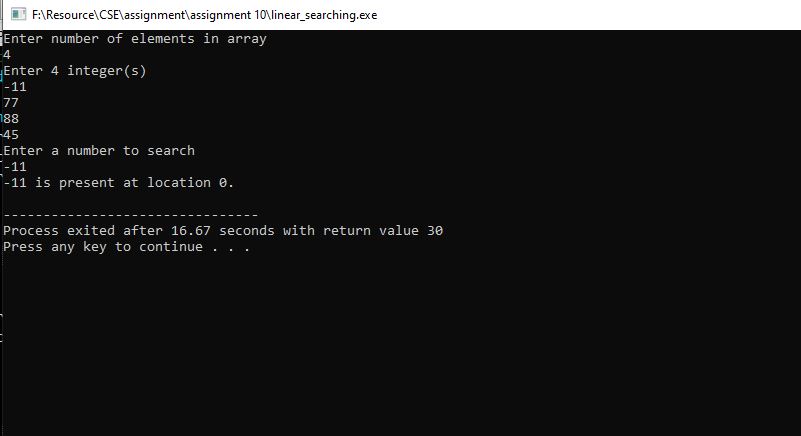 F:\Resource\CSE\assignment\assignment 10\linear_searching.exe
Enter number of elements in array
4
Enter 4 integer(s)
-11
77
88
45
Enter a number to search
-11
-11 is present at location 0.
--------------------------------
Process exited after 16.67 seconds with return value 30
Press any key to continue . . .